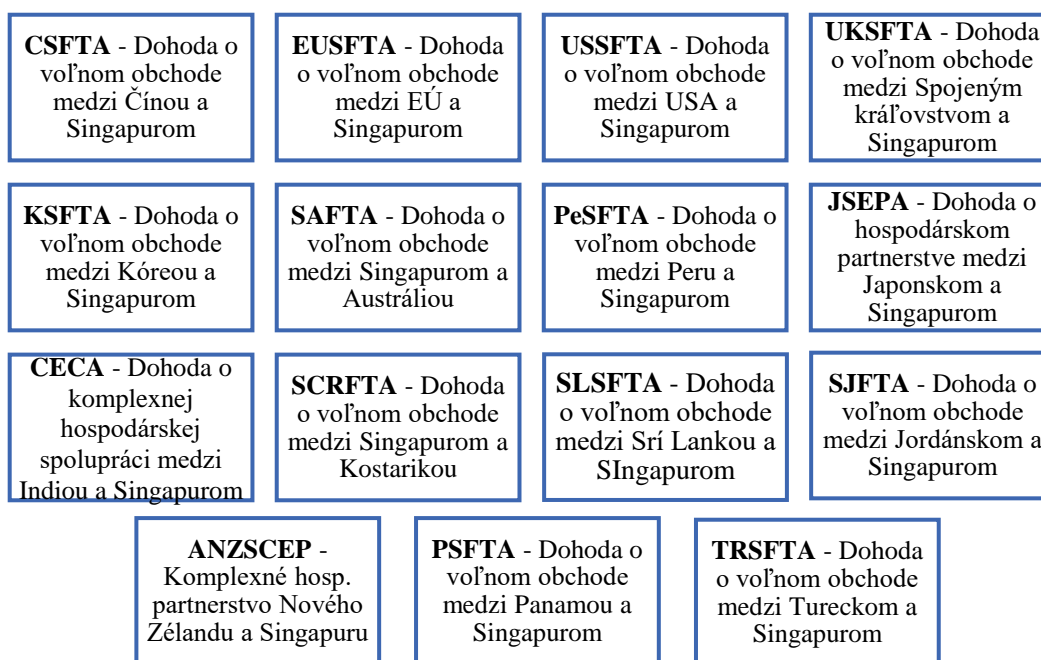 CSFTA - Dohoda o
voľnom obchode
medzi Čínou a
Singapurom
EUSFTA - Dohoda
o voľnom obchode
medzi EÚ a
Singapurom
USSFTA - Dohoda
o voľnom obchode
medzi USA a
Singapurom
UKSFTA - Dohoda
o voľnom obchode
medzi Spojeným
kráľovstvom a
Singapurom
KSFTA - Dohoda o
voľnom obchode
medzi Kóreou a
Singapurom
SAFTA - Dohoda o
voľnom obchode
medzi Singapurom a
Austráliou
PeSFTA - Dohoda o
voľnom obchode
medzi Peru a
Singapurom
JSEPA - Dohoda o
hospodárskom
partnerstve medzi
Japonskom a
Singapurom
CECA - Dohoda o
komplexnej
hospodárskej
spolupráci medzi
Indiou a Singapurom
SCRFTA - Dohoda
o voľnom obchode
medzi Singapurom a
Kostarikou
SLSFTA - Dohoda
o voľnom obchode
medzi Srí Lankou a
SIngapurom
SJFTA - Dohoda o
voľnom obchode
medzi Jordánskom a
Singapurom
ANZSCEP -
Komplexné hosp.
partnerstvo Nového
Zélandu a Singapuru
PSFTA - Dohoda o
voľnom obchode
medzi Panamou a
Singapurom
TRSFTA - Dohoda
o voľnom obchode
medzi Tureckom a
Singapurom